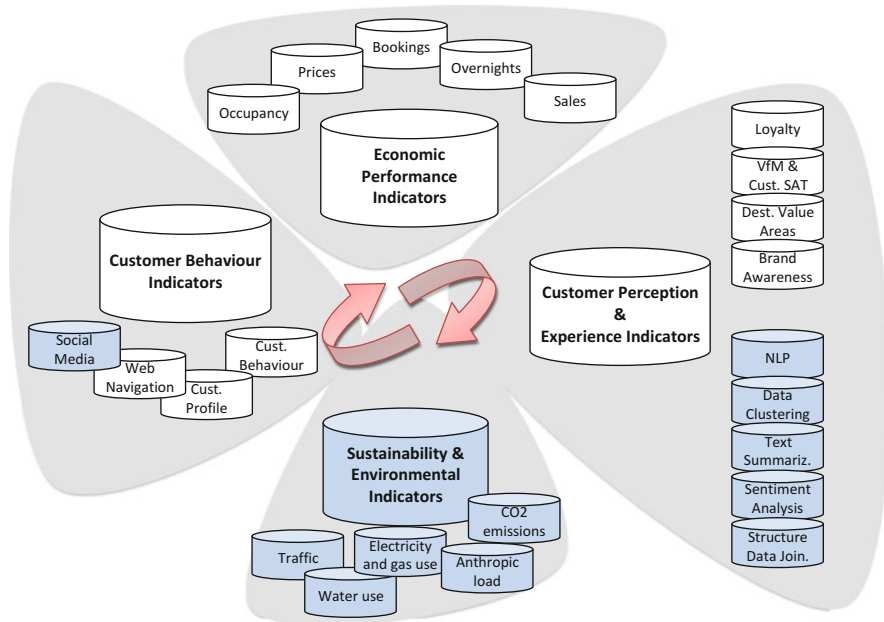 Bookings
Prices
Overnights
Occupancy
Sales
Economic
Performance
Indicators
Loyalty
VfM &
Cust. SAT
Dest. Value
Areas
Brand
Awareness
Customer Behaviour
Indicators
Customer Perception
&
Experience Indicators
Social
Media
Web
Navigation
Cust.
Profile
Cust.
Behaviour
NLP
Data
Clustering
Text
Summariz.
Sentiment
Analysis
Structure
Data Join.
Sustainability &
Environmental
Indicators
CO2
emissions
Traffic
Electricity
and gas use
Anthropic
load
Water use